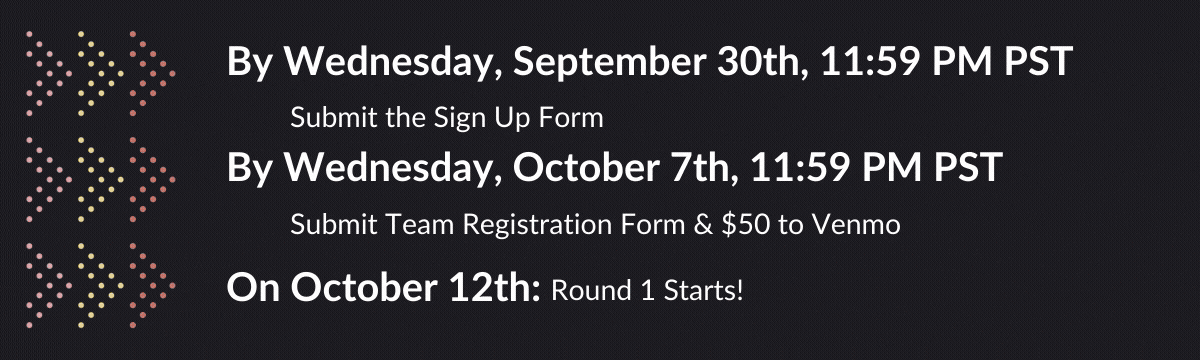 By Wednesday, September 30th, 11:59 PM PST
Submit the Sign Up Form
By Wednesday, October 7th, 11:59 PM PST
Submit Team Registration Form & $50 to Venmo
On October 12th: Round 1 Starts!